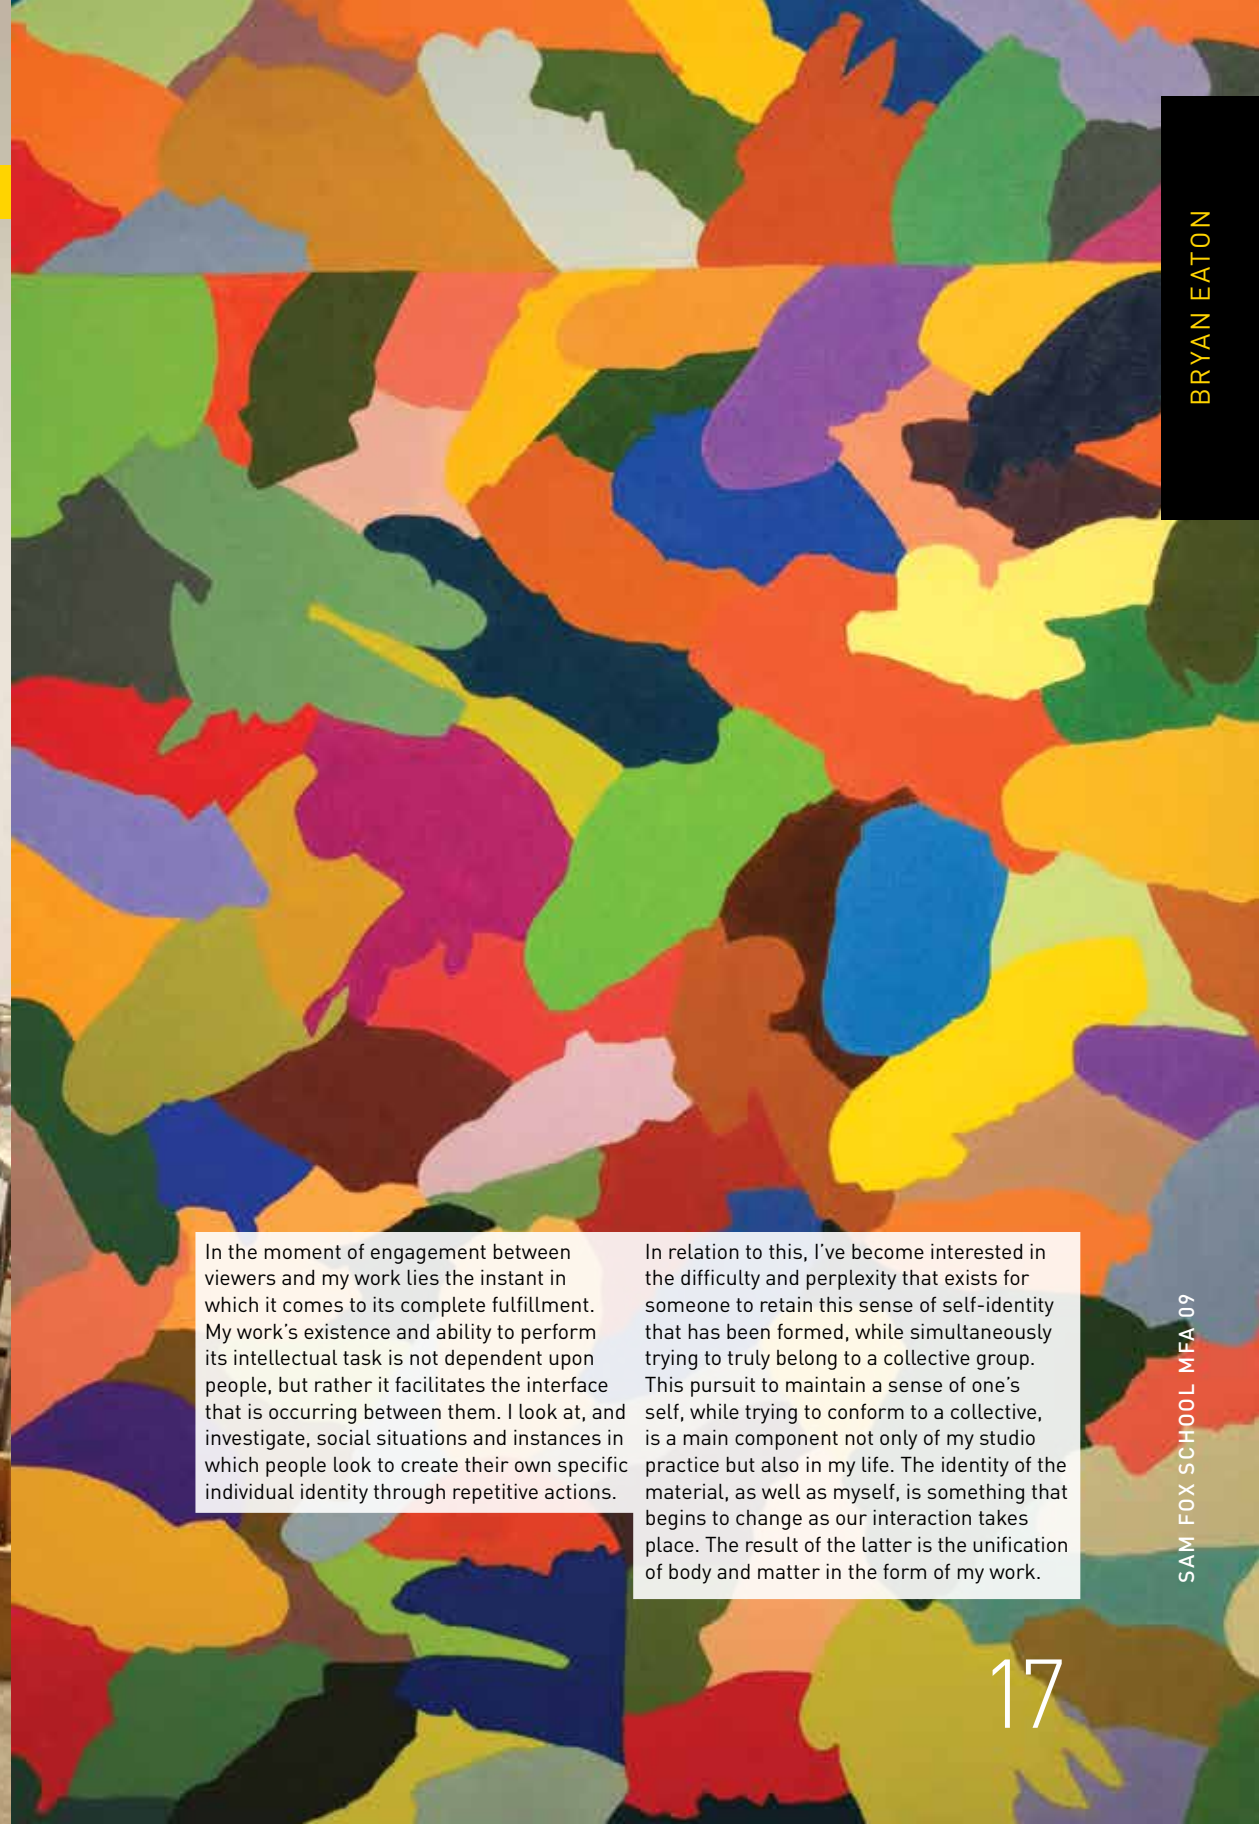 BRYAN EATON
In the moment of engagement between
viewers and my work lies the instant in
which it comes to its complete fulfillment.
My work’s existence and ability to perform
its intellectual task is not dependent upon
people, but rather it facilitates the interface
that is occurring between them. I look at, and
investigate, social situations and instances in
which people look to create their own specific
individual identity through repetitive actions.
In relation to this, I’ve become interested in
the difficulty and perplexity that exists for
someone to retain this sense of self-identity
that has been formed, while simultaneously
trying to truly belong to a collective group.
This pursuit to maintain a sense of one’s
self, while trying to conform to a collective,
is a main component not only of my studio
practice but also in my life. The identity of the
material, as well as myself, is something that
begins to change as our interaction takes
place. The result of the latter is the unification
of body and matter in the form of my work.
SAM FOX SCHOOL MFA 09
17